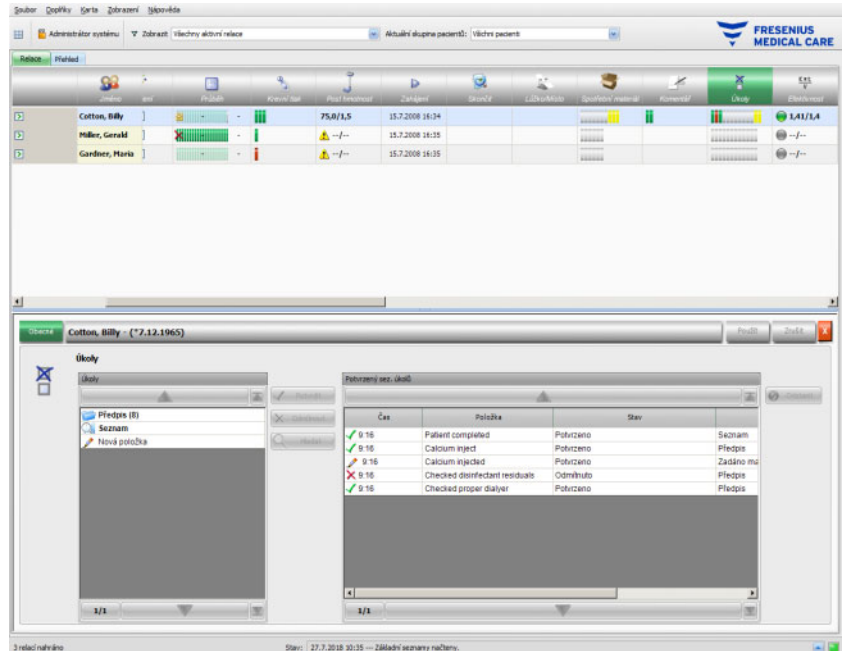 Soubor Doplňky Karta Zobrazení Nápověda
Administrátor systému Zobrazit Všechny aktivní relace Aktuální skupina pacientů: Všichni pacienti
FRESENIUS
MEDICAL CARE
Relace Přehled
Jméno Průběh Krevní tlak Post hmotnost Zahájení Skončit Lůžko/Místo Spotřební materiál Komentář Úkoly Efektivnost
Cotton, Billy ] - - 75,0/1,5 15.7.2008 16:34 1,41/1,4
Miller, Gerald ] - - --/-- 15.7.2008 16:35 --/--
Gardner, Maria ] - - --/-- 15.7.2008 16:35 --/--
Obecné Cotton, Billy - (*7.12.1965) Použít Zrušit X
Úkoly
Úkoly Potvrzení sez. úkolů
Potvrdit
Odmítnout
Hledat
Předpis (8)
Seznam
Nová položka
Čas Položka Stav
9:16 Patient completed Potvrzeno Seznam
9:16 Calcium inject Potvrzeno Předpis
9:16 Calcium injected Potvrzeno Zadáno ma
9:16 Checked disinfectant residuals Odmítnuto Předpis
9:16 Checked proper dialyer Potvrzeno Předpis
1/1 1/1
3 relací nahráno Stav: 27.7.2018 10:35 --- Základní seznamy načteny.